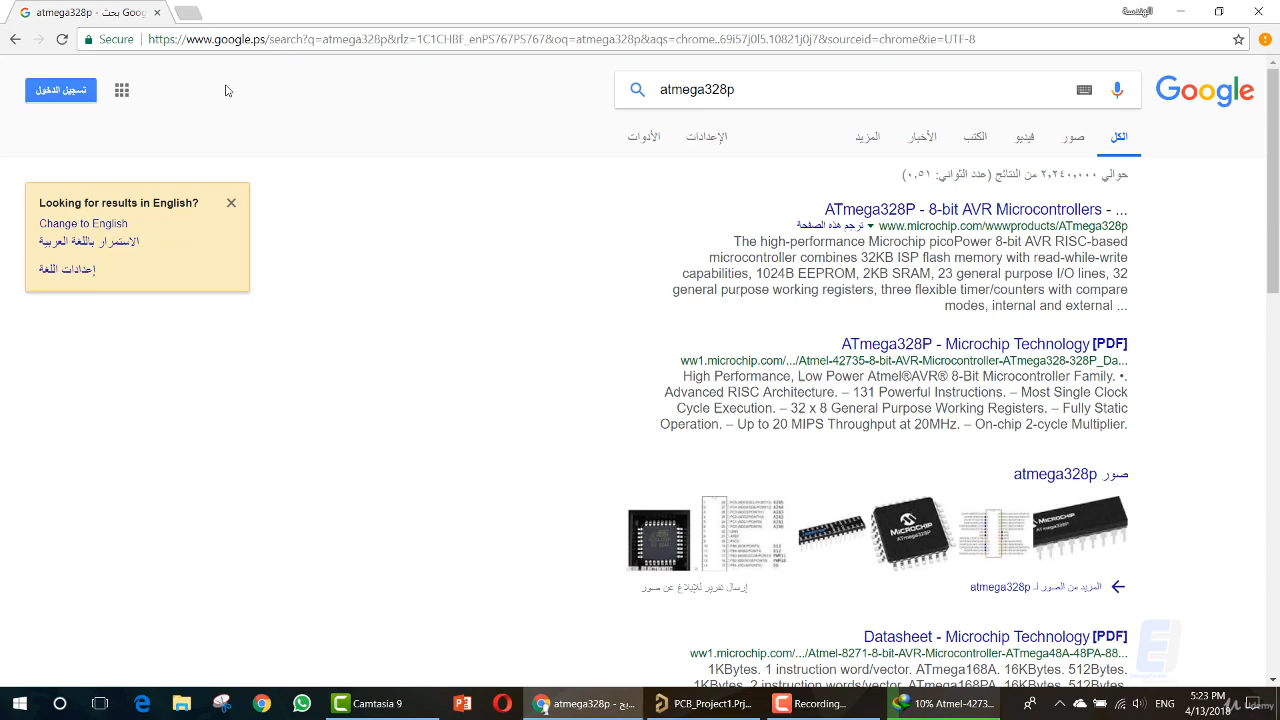 atmega328p - بحث Goog
المهندسة
Secure https://www.google.ps/search?q=atmega328p&rlz=1C1CHBF_enPS767PS767&oq=atmega328p&aqs=chrome..69i57j0l5.10821j0j7&sourceid=chrome&ie=UTF-8
تسجيل الدخول
atmega328p
Google
الكل
صور
فيديو
الكتب
الأخبار
المزيد
الإعدادات
الأدوات
حوالي ٢,٢٤٠,٠٠٠ من النتائج (عدد الثواني: ٠,٥١)
Looking for results in English?
Change to English
الاستمرار باللغة العربية
إعدادات اللغة
ATmega328P - 8-bit AVR Microcontrollers - ...
www.microchip.com/wwwproducts/ATmega328p ترجم هذه الصفحة
The high-performance Microchip picoPower 8-bit AVR RISC-based
microcontroller combines 32KB ISP flash memory with read-while-write
capabilities, 1024B EEPROM, 2KB SRAM, 23 general purpose I/O lines, 32
general purpose working registers, three flexible timer/counters with compare
modes, internal and external ...
ATmega328P - Microchip Technology [PDF]
ww1.microchip.com/.../Atmel-42735-8-bit-AVR-Microcontroller-ATmega328-328P_Da...
High Performance, Low Power Atmel®AVR® 8-Bit Microcontroller Family. •.
Advanced RISC Architecture. – 131 Powerful Instructions. – Most Single Clock
Cycle Execution. – 32 x 8 General Purpose Working Registers. – Fully Static
Operation. – Up to 20 MIPS Throughput at 20MHz. – On-chip 2-cycle Multiplier.
صور atmega328p
MICROCHIP
MICROCHIP
المزيد من الصور لـ atmega328p
إرسال تقرير للإبلاغ عن صور
Datasheet - Microchip Technology [PDF]
ww1.microchip.com/.../Atmel-8271-8-bit-AVR-Microcontroller-ATmega48A-48PA-88...
1KBytes. 1 instruction word/vector. ATmega168A. 16KBytes. 512Bytes.
1KBytes. 2 instruction words/vector. ATmega168PA. 16KBytes. 512Bytes.
Camtasia 9
atmega328p - بح...
PCB_Project1.Prj...
Recording...
10% Atmel-4273...
5:23 PM
4/13/2018
Udemy